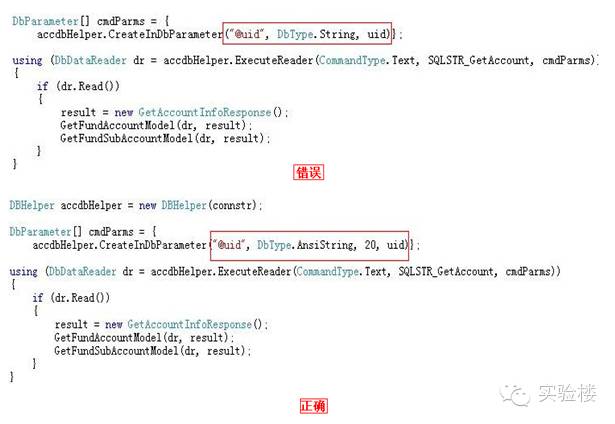 DbParameter[] cmdParms = {
accdbHelper.CreateInDbParameter("@uid", DbType.String, uid)};
using (DbDataReader dr = accdbHelper.ExecuteReader(CommandType.Text, SQLSTR_GetAccount, cmdParms))
{
if (dr.Read())
{
result = new GetAccountInfoResponse();
GetFundAccountModel(dr, result);
GetFundSubAccountModel(dr, result);
}
}
错误
DBHelper accdbHelper = new DBHelper(connstr);
DbParameter[] cmdParms = {
accdbHelper.CreateInDbParameter("@uid", DbType.AnsiString, 20, uid)};
using (DbDataReader dr = accdbHelper.ExecuteReader(CommandType.Text, SQLSTR_GetAccount, cmdParms))
{
if (dr.Read())
{
result = new GetAccountInfoResponse();
GetFundAccountModel(dr, result);
GetFundSubAccountModel(dr, result);
}
}
正确
实验楼